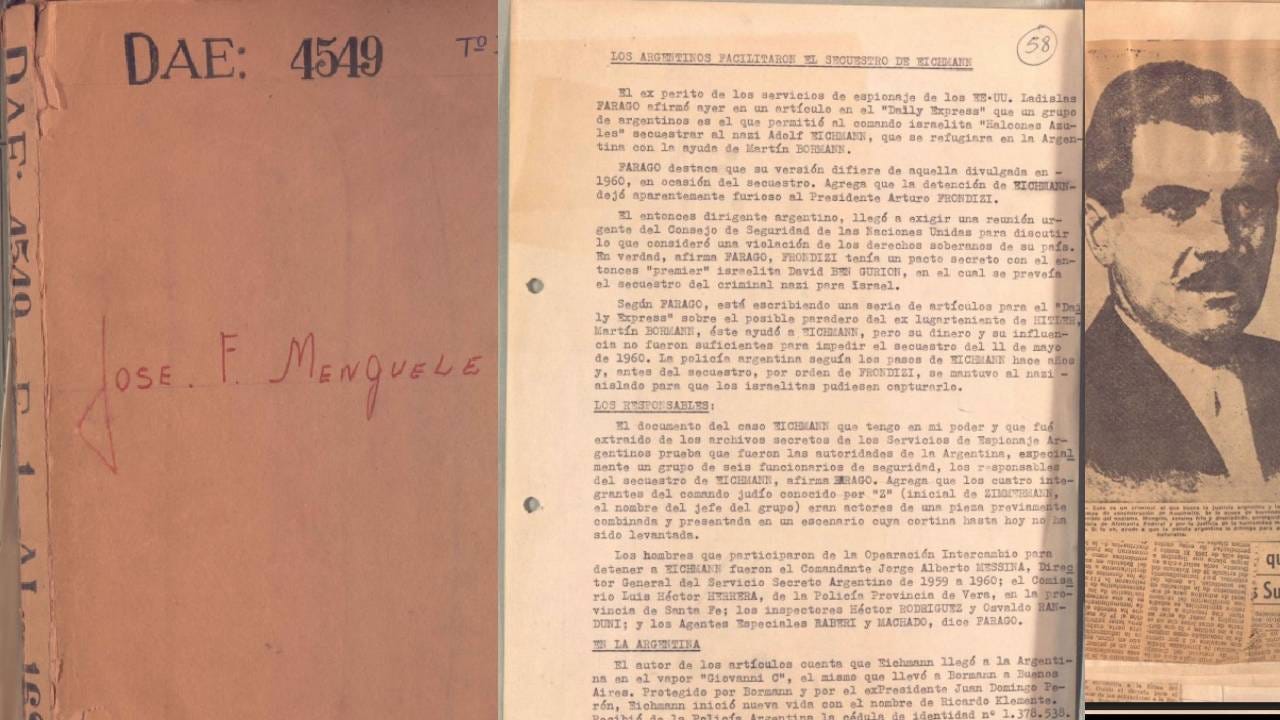 DAE: 4549
Tº
JOSE. F. MENGUELE
58
LOS ARGENTINOS FACILITARON EL SECUESTRO DE EICHMANN
El ex perito de los servicios de espionaje de los EE·UU. Ladislas
FARAGO afirmó ayer en un artículo en el "Daily Express" que un grupo
de argentinos es el que permitió al comando israelita "Halcones Azu-
les" secuestrar al nazi Adolf EICHMANN, que se refugiara en la Argen-
tina con la ayuda de Martín BORMANN.
FARAGO destaca que su versión difiere de aquella divulgada en -
1960, en ocasión del secuestro. Agrega que la detención de EICHMANN-
dejó aparentemente furioso al Presidente Arturo FRONDIZI.
El entonces dirigente argentino, llegó a exigir una reunión ur-
gente del Consejo de Seguridad de las Naciones Unidas para discutir
lo que consideró una violación de los derechos soberanos de su país.
En verdad, afirma FARAGO, FRONDIZI tenía un pacto secreto con el en-
tonces "premier" israelita David BEN GURION, en el cual se preveía
el secuestro del criminal nazi para Israel.
Según FARAGO, está escribiendo una serie de artículos para el "Dai
ly Express" sobre el posible paradero del ex lugarteniente de HITLER,
Martín BORMANN, éste ayudó a EICHMANN, pero su dinero y su influen-
cia no fueron suficientes para impedir el secuestro del 11 de mayo
de 1960. La policía argentina seguía los pasos de EICHMANN hace años
y, antes del secuestro, por orden de FRONDIZI, se mantuvo al nazi -
aislado para que los israelitas pudiesen capturarlo.
LOS RESPONSABLES:
El documento del caso EICHMANN que tengo en mi poder y que fué
extraido de los archivos secretos de los Servicios de Espionaje Ar-
gentinos prueba que fueron las autoridades de la Argentina, especial
mente un grupo de seis funcionarios de seguridad, los responsables
del secuestro de EICHMANN, afirma FARAGO. Agrega que los cuatro inte-
grantes del comando judío conocido por "Z" (inicial de ZIMMERMANN,
el nombre del jefe del grupo) eran actores de una pieza previamente
combinada y presentada en un escenario cuya cortina hasta hoy no ha
sido levantada.
Los hombres que participaron de la Operación Intercambio para
detener a EICHMANN fueron el Comandante Jorge Alberto MESSINA, Direc
tor General del Servicio Secreto Argentino de 1959 a 1960; el Comisa
rio Luis Héctor HERRERA, de la Policía Provincia de Vera, en la pro-
vincia de Santa Fe; los inspectores Héctor RODRIGUEZ y Osvaldo RAN-
DUNI; y los Agentes Especiales RABERI y MACHADO, dice FARAGO.
EN LA ARGENTINA
El autor de los artículos cuenta que Eichmann llegó a la Argenti-
na en el vapor "Giovanni C", el mismo que llevó a Bormann a Buenos
Aires. Protegido por Bormann y por el exPresidente Juan Domingo Pe-
rón, Eichmann inició nueva vida con el nombre de Ricardo Klemente.
Recibió de la Policía Argentina la cédula de identidad nº 1.378.538.